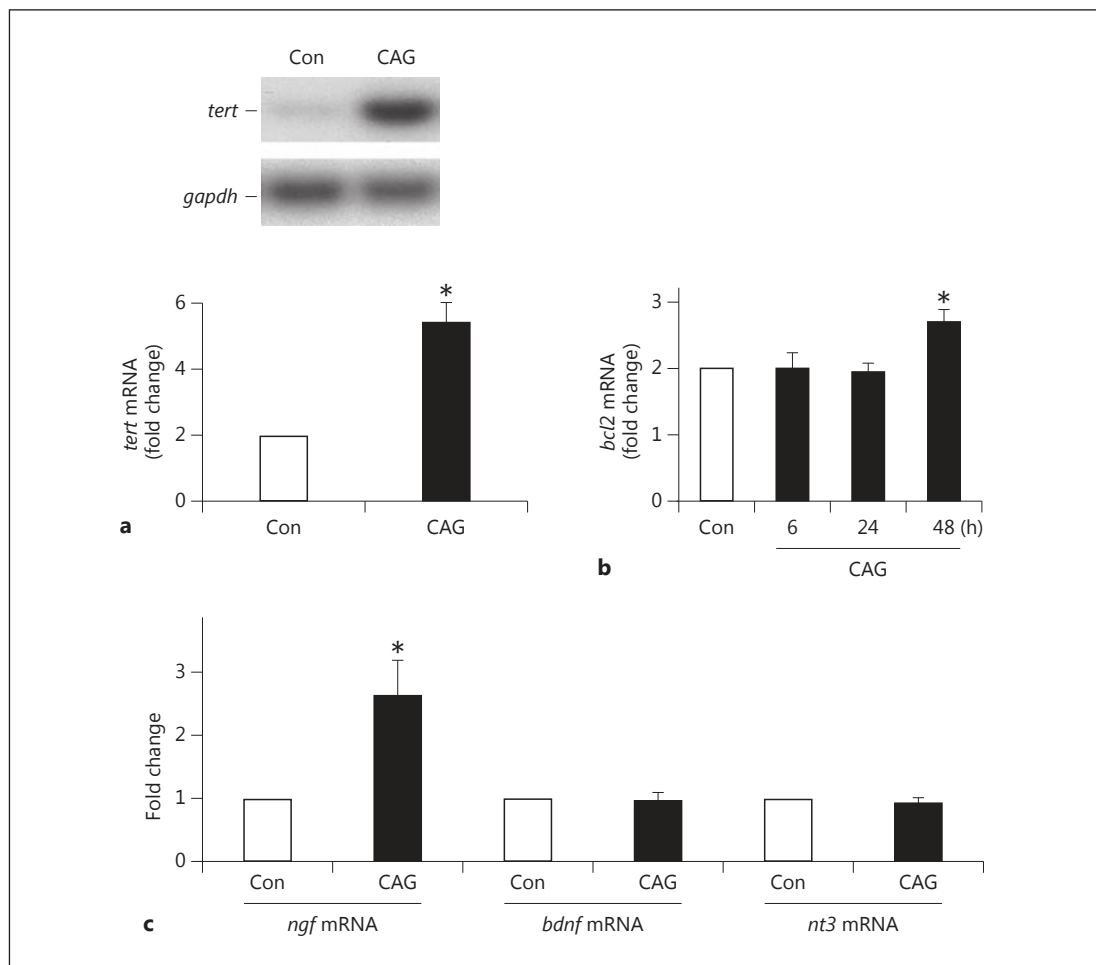 Con CAG
tert –
gapdh –
tert mRNA
(fold change)
6
4
2
0
*
Con CAG
a
bcl2 mRNA
(fold change)
3
2
1
0
*
Con 6 24 48 (h)
CAG
b
Fold change
3
2
1
0
*
Con CAG Con CAG Con CAG
ngf mRNA bdnf mRNA nt3 mRNA
c